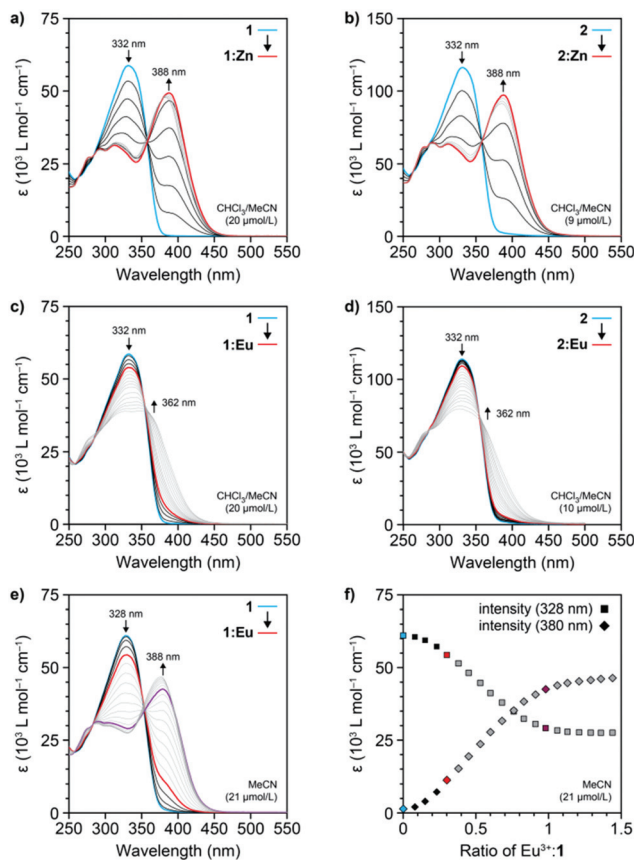 a)
75
50
25
0
ε (10³ L mol⁻¹ cm⁻¹)
332 nm
388 nm
1
1:Zn
CHCl₃/MeCN
(20 µmol/L)
250 300 350 400 450 500 550
Wavelength (nm)
b)
150
100
50
0
ε (10³ L mol⁻¹ cm⁻¹)
332 nm
388 nm
2
2:Zn
CHCl₃/MeCN
(9 µmol/L)
250 300 350 400 450 500 550
Wavelength (nm)
c)
75
50
25
0
ε (10³ L mol⁻¹ cm⁻¹)
332 nm
362 nm
1
1:Eu
CHCl₃/MeCN
(20 µmol/L)
250 300 350 400 450 500 550
Wavelength (nm)
d)
150
100
50
0
ε (10³ L mol⁻¹ cm⁻¹)
332 nm
362 nm
2
2:Eu
CHCl₃/MeCN
(10 µmol/L)
250 300 350 400 450 500 550
Wavelength (nm)
e)
75
50
25
0
ε (10³ L mol⁻¹ cm⁻¹)
328 nm
388 nm
1
1:Eu
MeCN
(21 µmol/L)
250 300 350 400 450 500 550
Wavelength (nm)
f)
75
50
25
0
ε (10³ L mol⁻¹ cm⁻¹)
intensity (328 nm)
intensity (380 nm)
MeCN
(21 µmol/L)
0 0.5 1.0 1.5
Ratio of Eu³⁺:1